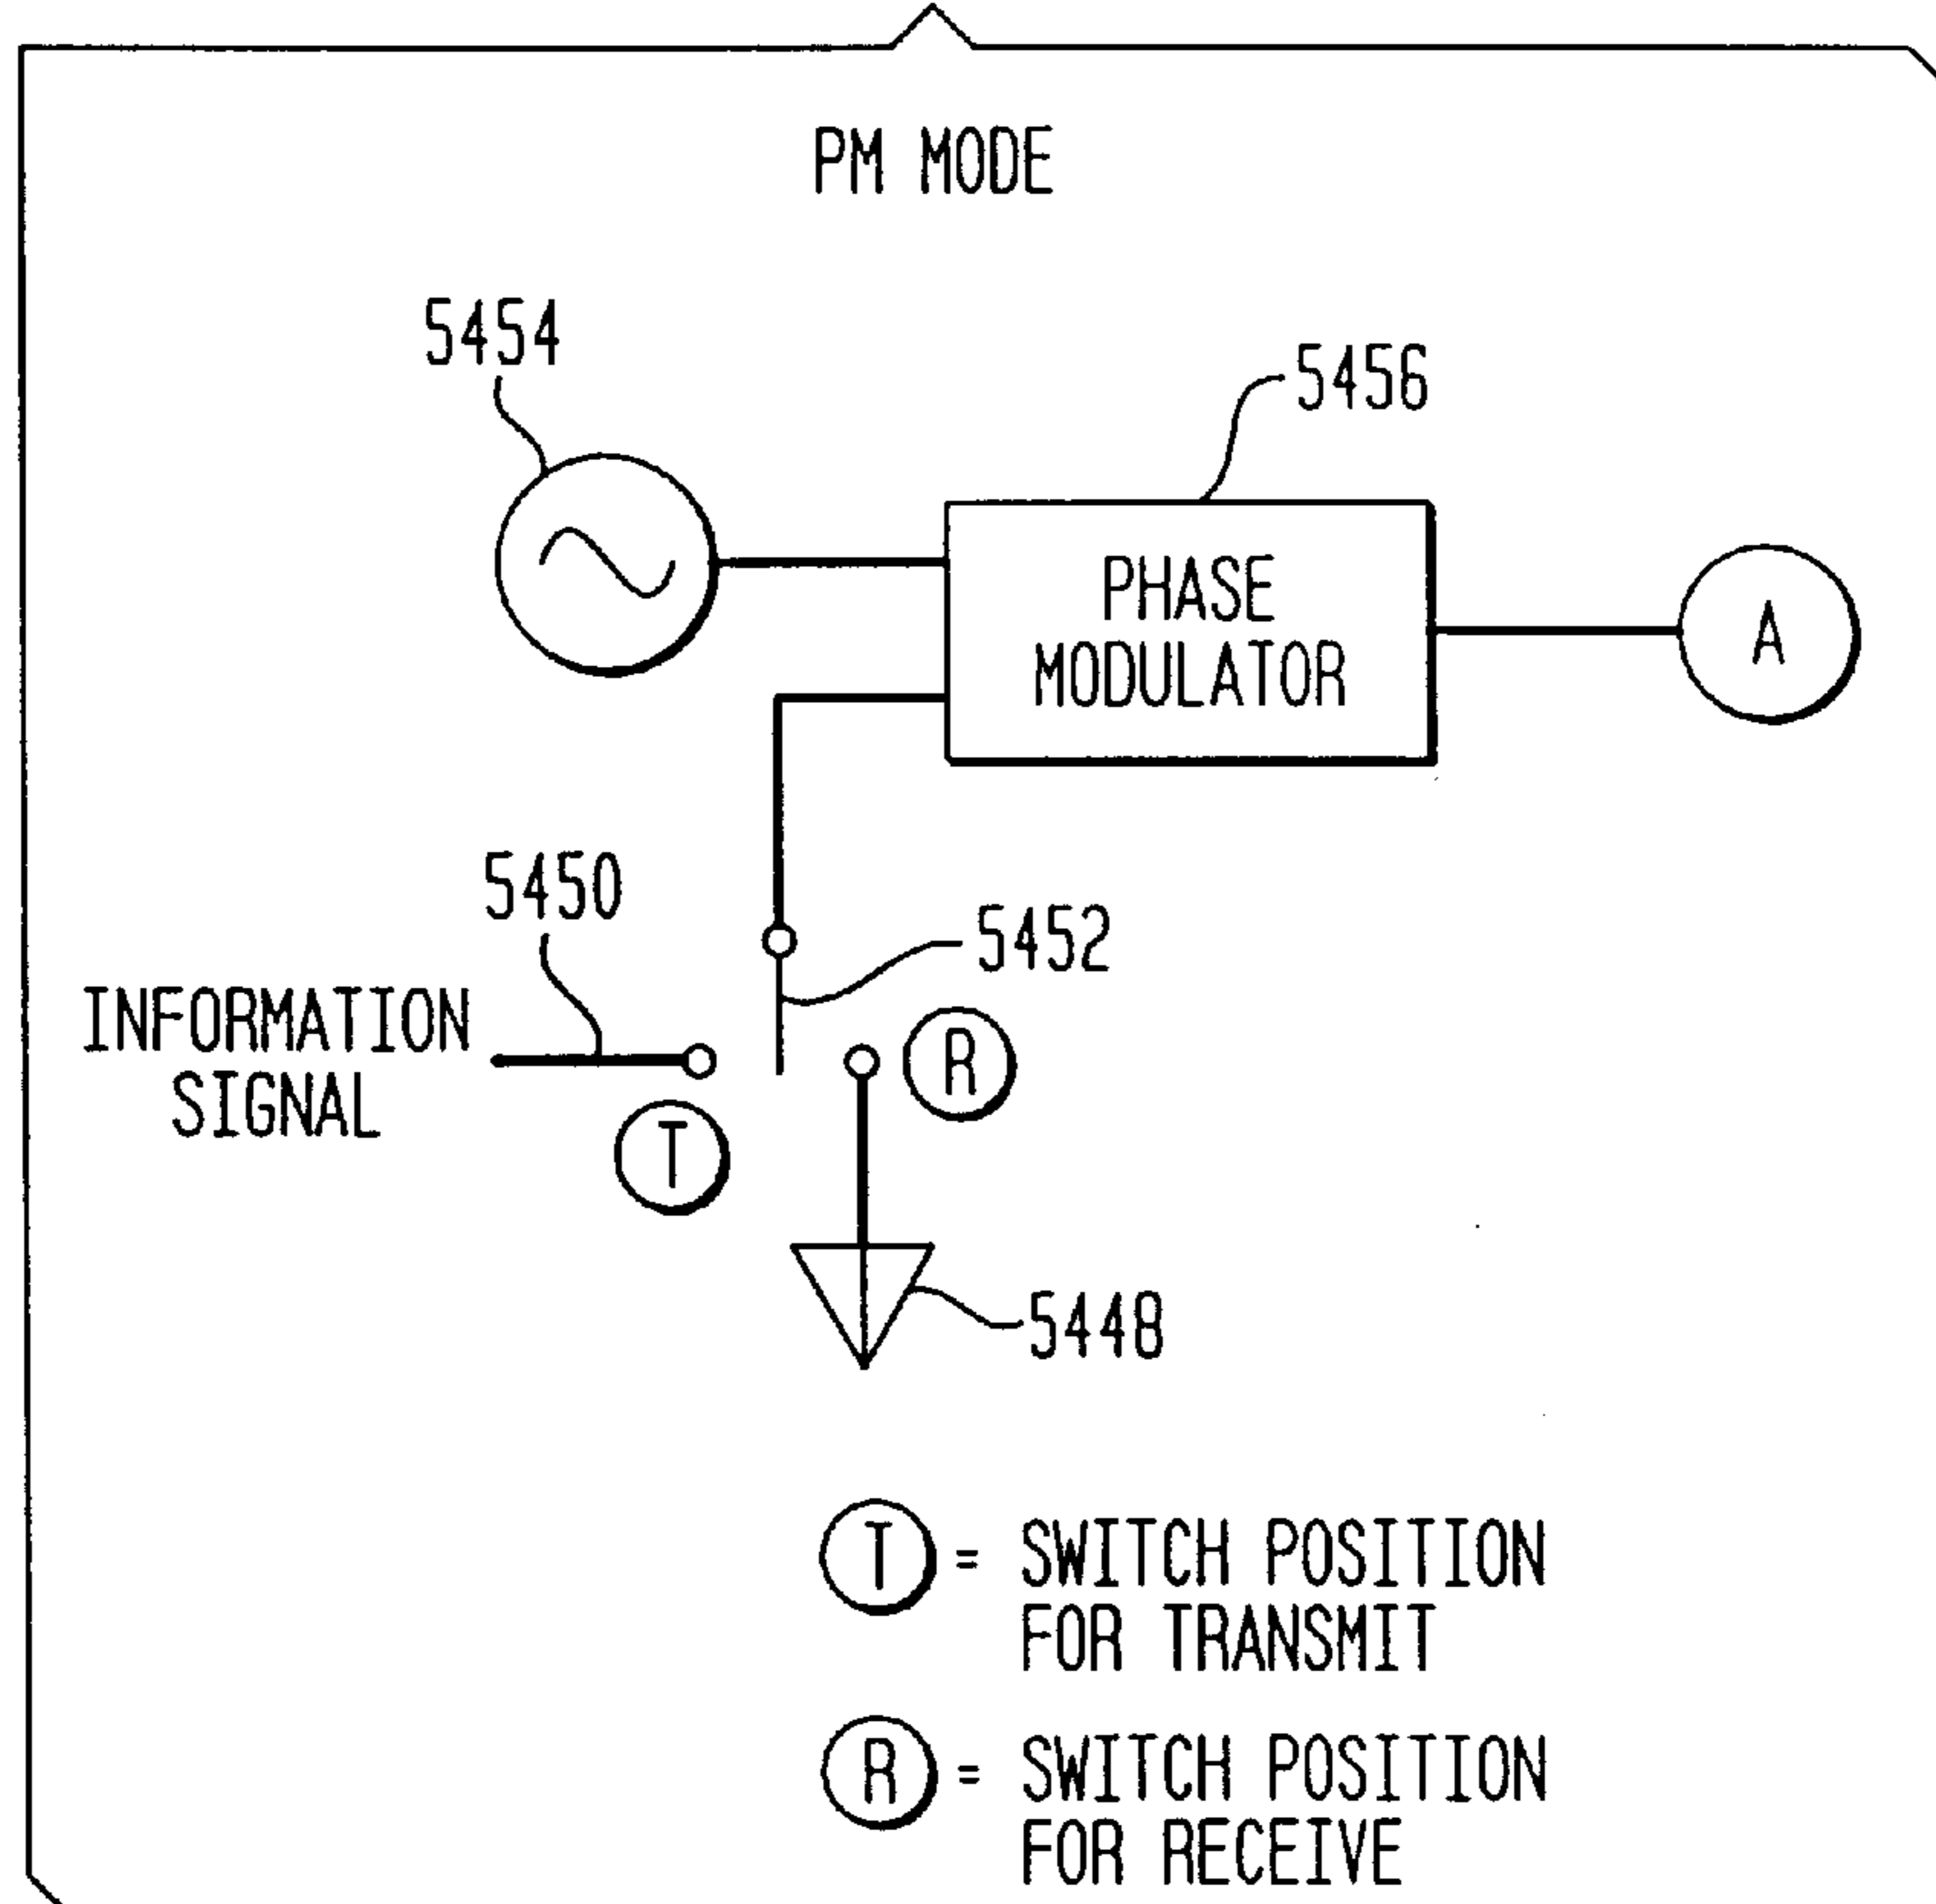 PM MODE
5454
5456
PHASE
MODULATOR
A
5450
5452
INFORMATION
SIGNAL
R
T
5448
T = SWITCH POSITION
FOR TRANSMIT
R = SWITCH POSITION
FOR RECEIVE